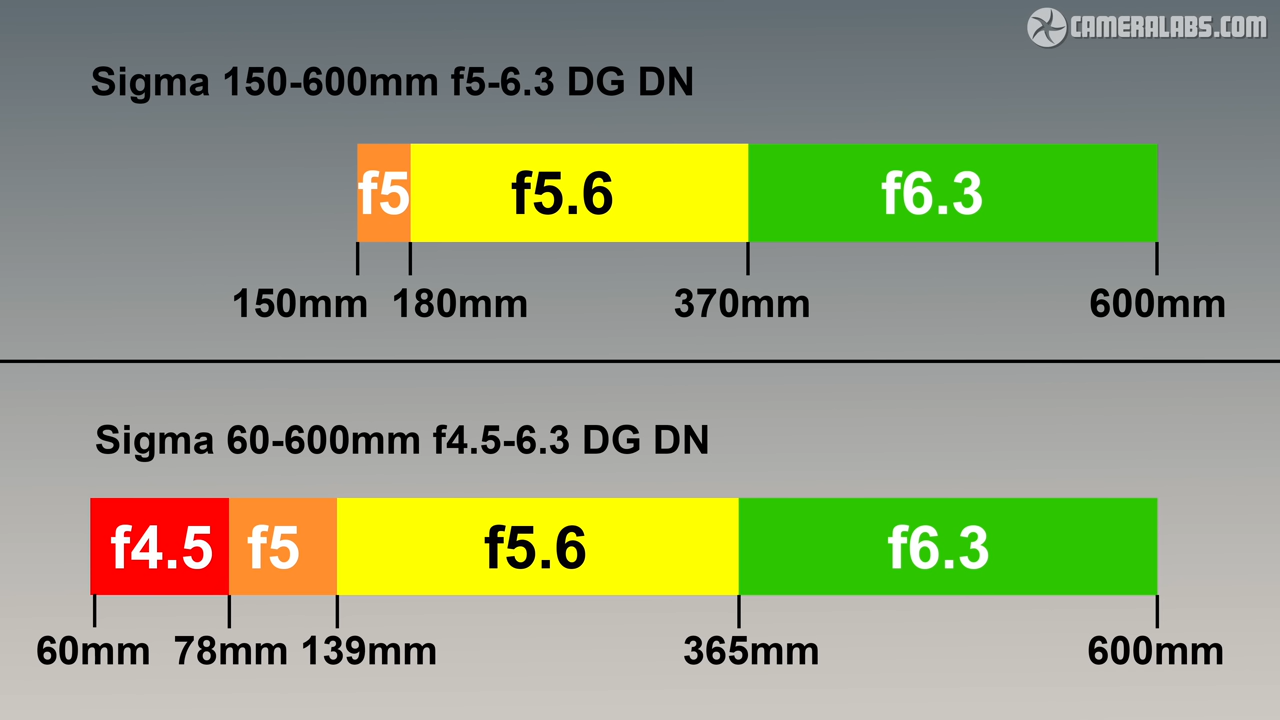 CAMERALABS.COM
Sigma 150-600mm f5-6.3 DG DN
f5 f5.6 f6.3
150mm 180mm 370mm 600mm
Sigma 60-600mm f4.5-6.3 DG DN
f4.5 f5 f5.6 f6.3
60mm 78mm 139mm 365mm 600mm